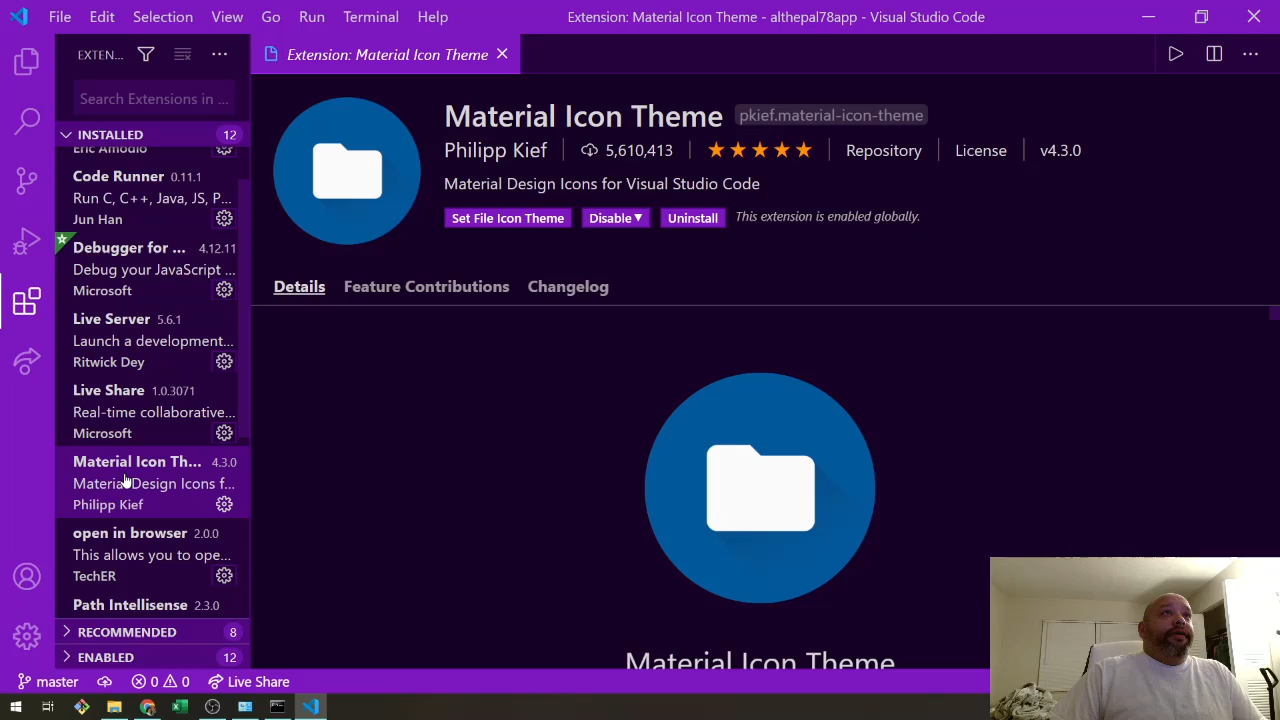 File Edit Selection View Go Run Terminal Help Extension: Material Icon Theme - althepal78app - Visual Studio Code
EXTEN...
Extension: Material Icon Theme
Search Extensions in ...
INSTALLED 12
Eric Amodio
Code Runner 0.11.1
Run C, C++, Java, JS, P...
Jun Han
Debugger for ... 4.12.11
Debug your JavaScript ...
Microsoft
Live Server 5.6.1
Launch a development...
Ritwick Dey
Live Share 1.0.3071
Real-time collaborative...
Microsoft
Material Icon Th... 4.3.0
Material Design Icons f...
Philipp Kief
open in browser 2.0.0
This allows you to ope...
TechER
Path Intellisense 2.3.0
RECOMMENDED 8
ENABLED 12
Material Icon Theme pkief.material-icon-theme
Philipp Kief 5,610,413 Repository License v4.3.0
Material Design Icons for Visual Studio Code
Set File Icon Theme Disable Uninstall This extension is enabled globally.
Details Feature Contributions Changelog
Material Icon Theme
master 0 0 Live Share